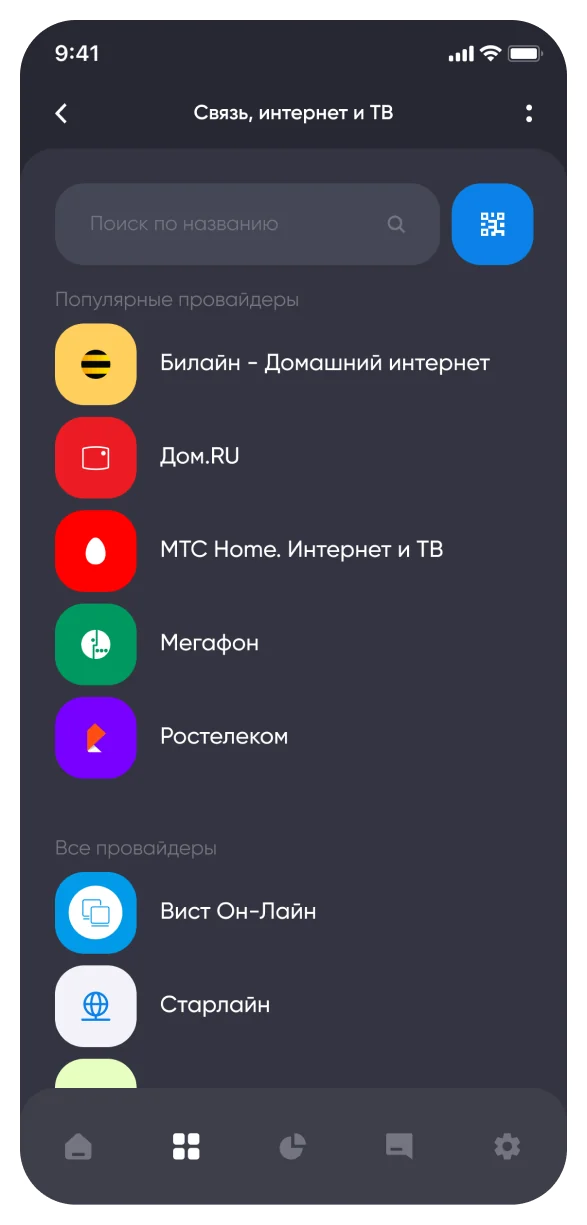 9:41
Связь, интернет и ТВ
Поиск по названию
Популярные провайдеры
Билайн - Домашний интернет
Дом.RU
МТС Home. Интернет и ТВ
Мегафон
Ростелеком
Все провайдеры
Вист Он-Лайн
Старлайн